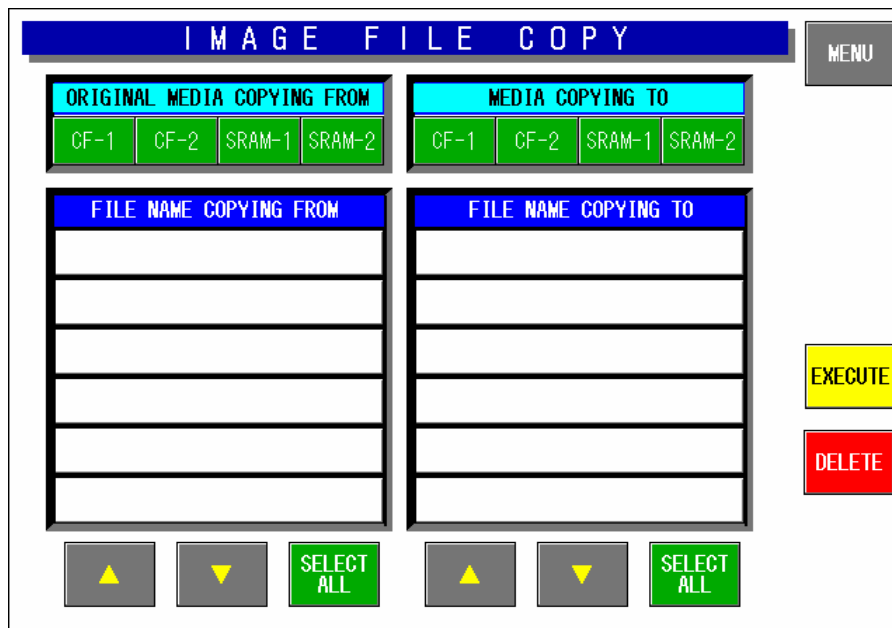 IMAGE FILE COPY
MENU
ORIGINAL MEDIA COPYING FROM
CF-1 CF-2 SRAM-1 SRAM-2
MEDIA COPYING TO
CF-1 CF-2 SRAM-1 SRAM-2
FILE NAME COPYING FROM
FILE NAME COPYING TO
EXECUTE
DELETE
SELECT
ALL
SELECT
ALL